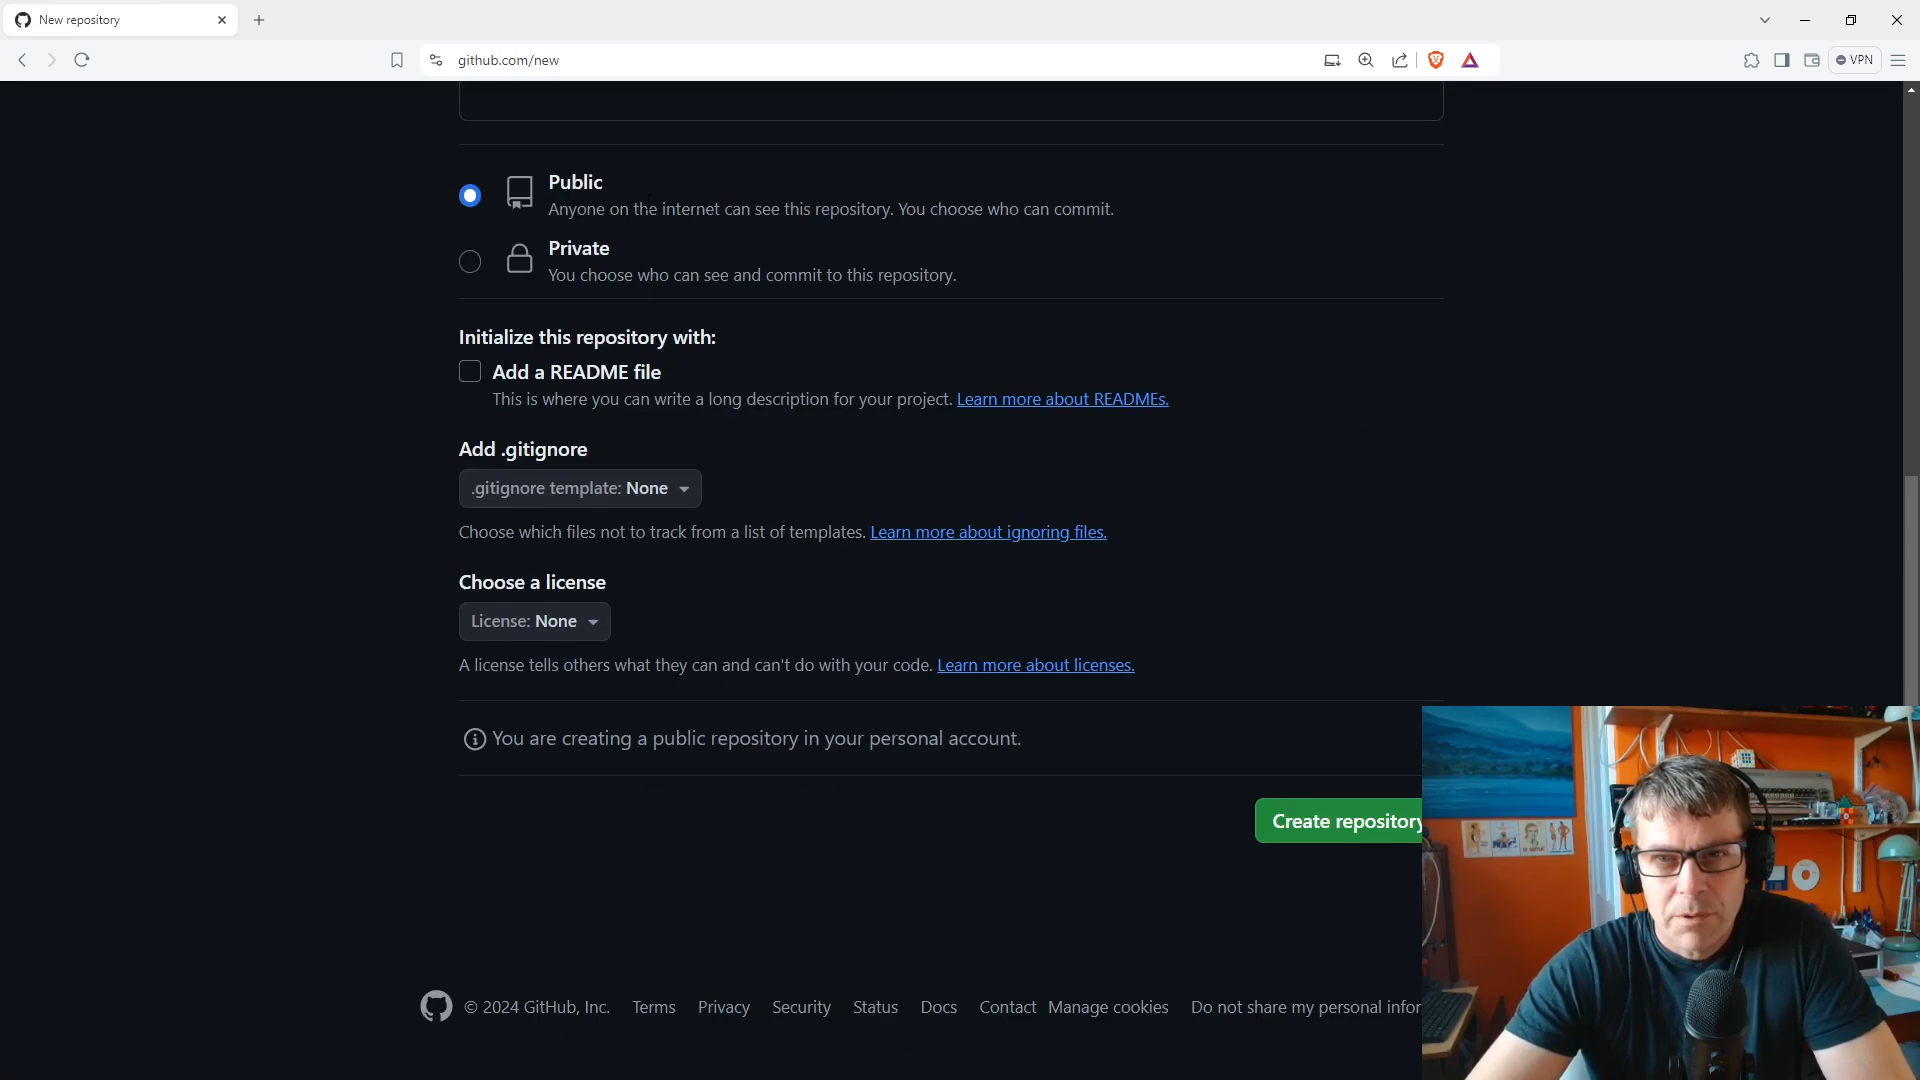 New repository
github.com/new
VPN
Public
Anyone on the internet can see this repository. You choose who can commit.
Private
You choose who can see and commit to this repository.
Initialize this repository with:
Add a README file
This is where you can write a long description for your project. Learn more about READMEs.
Add .gitignore
.gitignore template: None
Choose which files not to track from a list of templates. Learn more about ignoring files.
Choose a license
License: None
A license tells others what they can and can't do with your code. Learn more about licenses.
You are creating a public repository in your personal account.
Create repository
© 2024 GitHub, Inc. Terms Privacy Security Status Docs Contact Manage cookies Do not share my personal infor